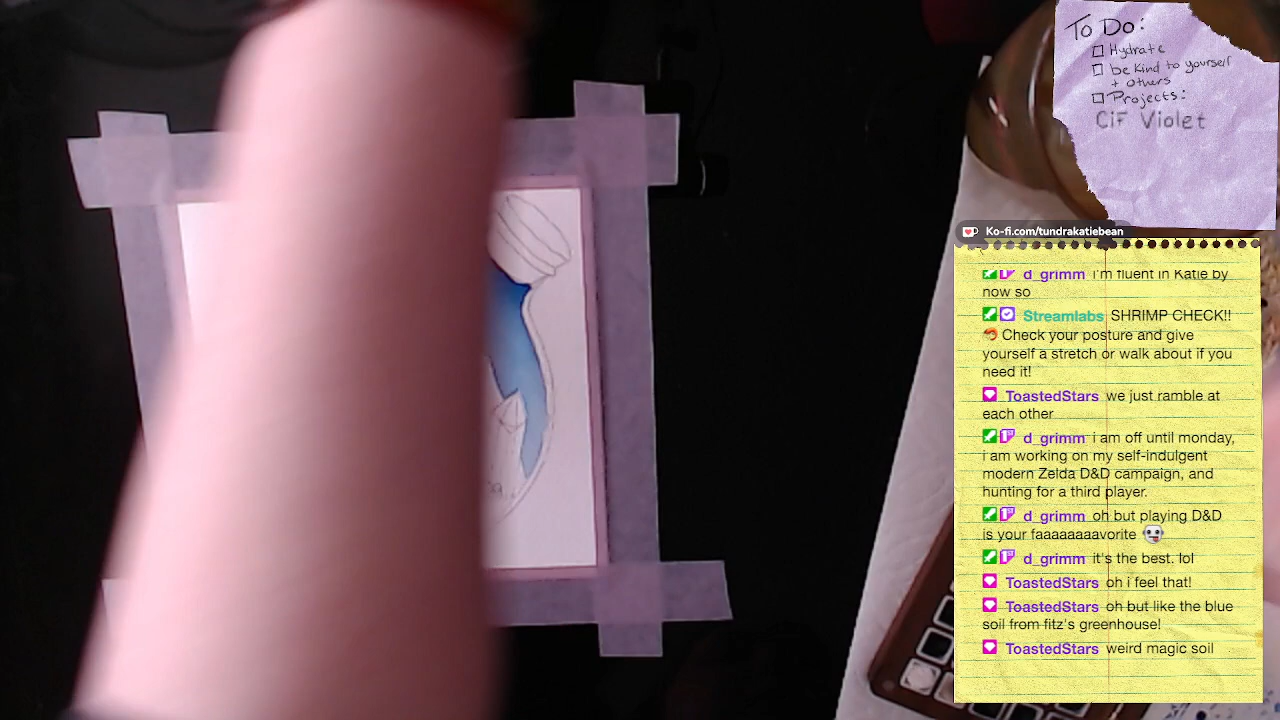 To Do:
Hydrate
be Kind to yourself
+ others
Projects:
CiF Violet
Ko-fi.com/tundrakatiebean
d_grimm i'm fluent in Katie by
now so
Streamlabs SHRIMP CHECK!!
Check your posture and give
yourself a stretch or walk about if you
need it!
ToastedStars we just ramble at
each other
d_grimm i am off until monday,
i am working on my self-indulgent
modern Zelda D&D campaign, and
hunting for a third player.
d_grimm oh but playing D&D
is your faaaaaaaavorite
d_grimm it's the best. lol
ToastedStars oh i feel that!
ToastedStars oh but like the blue
soil from fitz's greenhouse!
ToastedStars weird magic soil